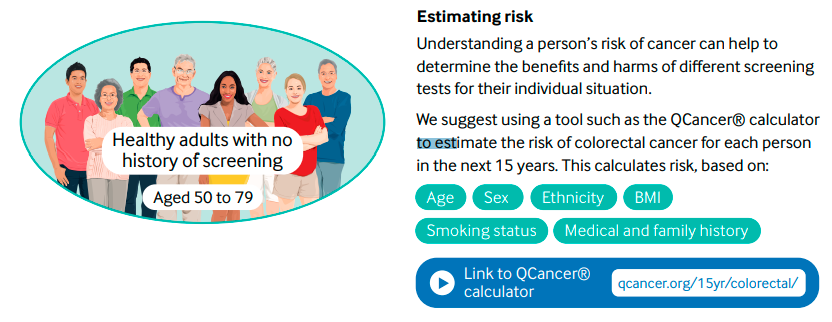 Healthy adults with no
history of screening
Aged 50 to 79
Estimating risk
Understanding a person’s risk of cancer can help to
determine the benefits and harms of different screening
tests for their individual situation.
We suggest using a tool such as the QCancer® calculator
to estimate the risk of colorectal cancer for each person
in the next 15 years. This calculates risk, based on:
Age Sex Ethnicity BMI
Smoking status Medical and family history
Link to QCancer®
calculator
qcancer.org/15yr/colorectal/